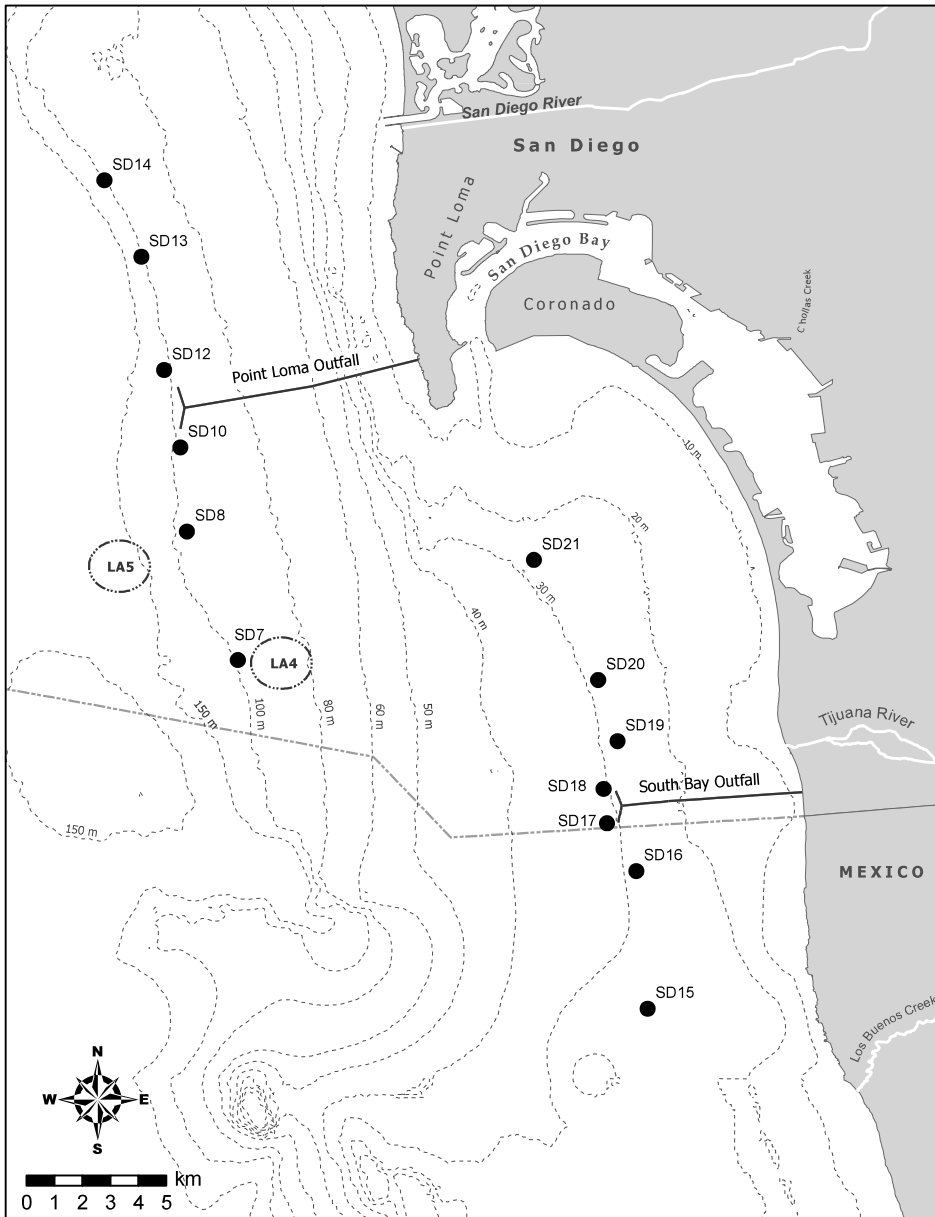 San Diego River
San Diego
SD14
Point Loma
SD13
San Diego Bay
Coronado
Chollas Creek
SD12
Point Loma Outfall
SD10
10 m
SD8
20 m
SD21
LA5
30 m
40 m
SD7
LA4
SD20
150 m
100 m
80 m
60 m
50 m
Tijuana River
SD19
SD18
South Bay Outfall
SD17
150 m
SD16
MEXICO
SD15
Los Buenos Creek
N
W
E
S
km
0 1 2 3 4 5